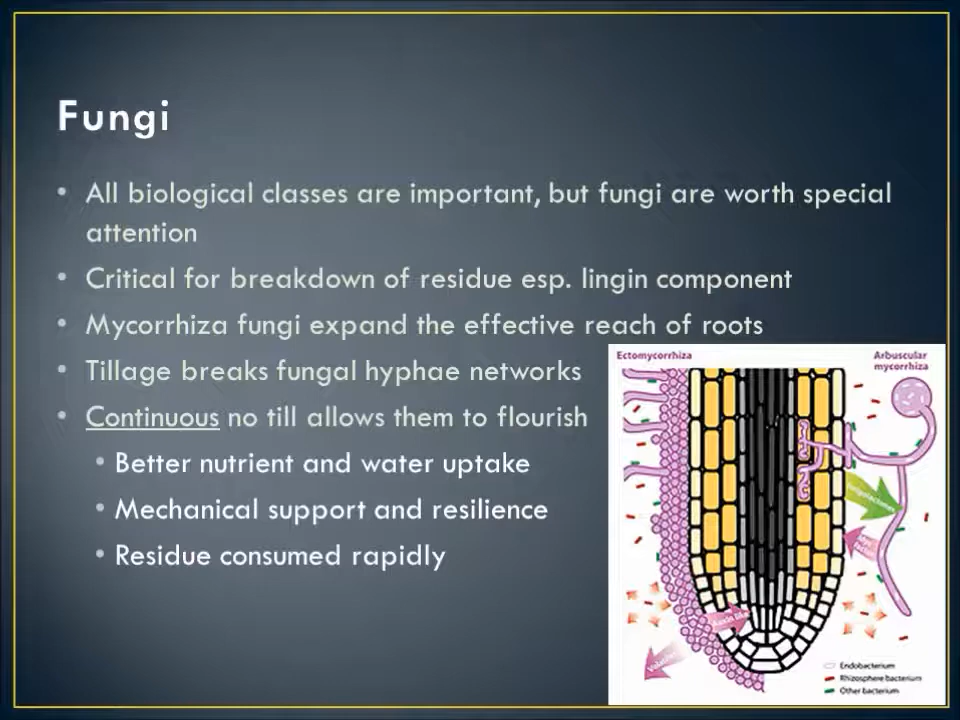 Fungi
• All biological classes are important, but fungi are worth special
attention
• Critical for breakdown of residue esp. lingin component
• Mycorrhiza fungi expand the effective reach of roots
• Tillage breaks fungal hyphae networks
• Continuous no till allows them to flourish
• Better nutrient and water uptake
• Mechanical support and resilience
• Residue consumed rapidly
Ectomycorrhiza
Arbuscular
mycorrhiza
Auxin like
Volatiles
Endobacterium
Rhizosphere bacterium
Other bacterium